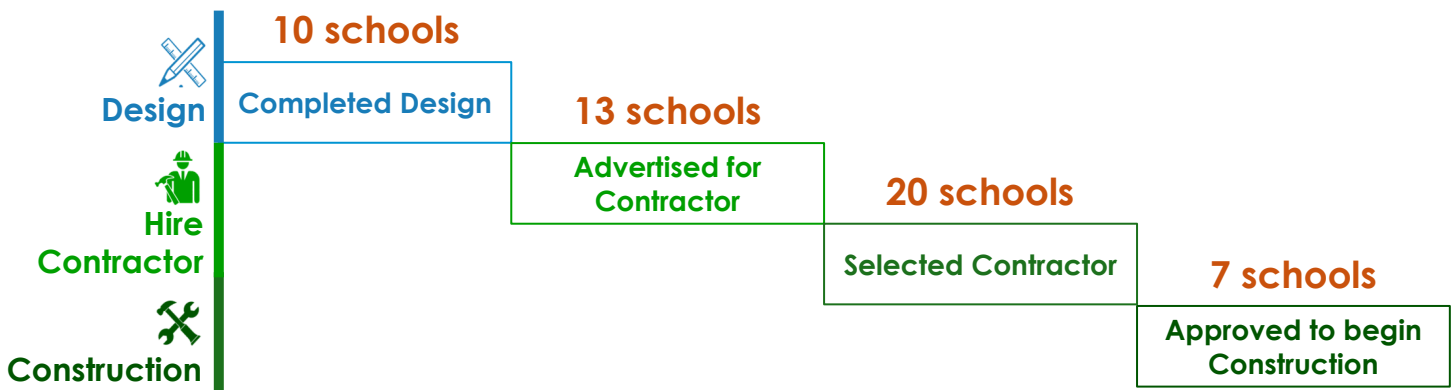 10 schools
Design
Completed Design
13 schools
Advertised for
Contractor
Hire
Contractor
20 schools
Selected Contractor
7 schools
Approved to begin
Construction
Construction